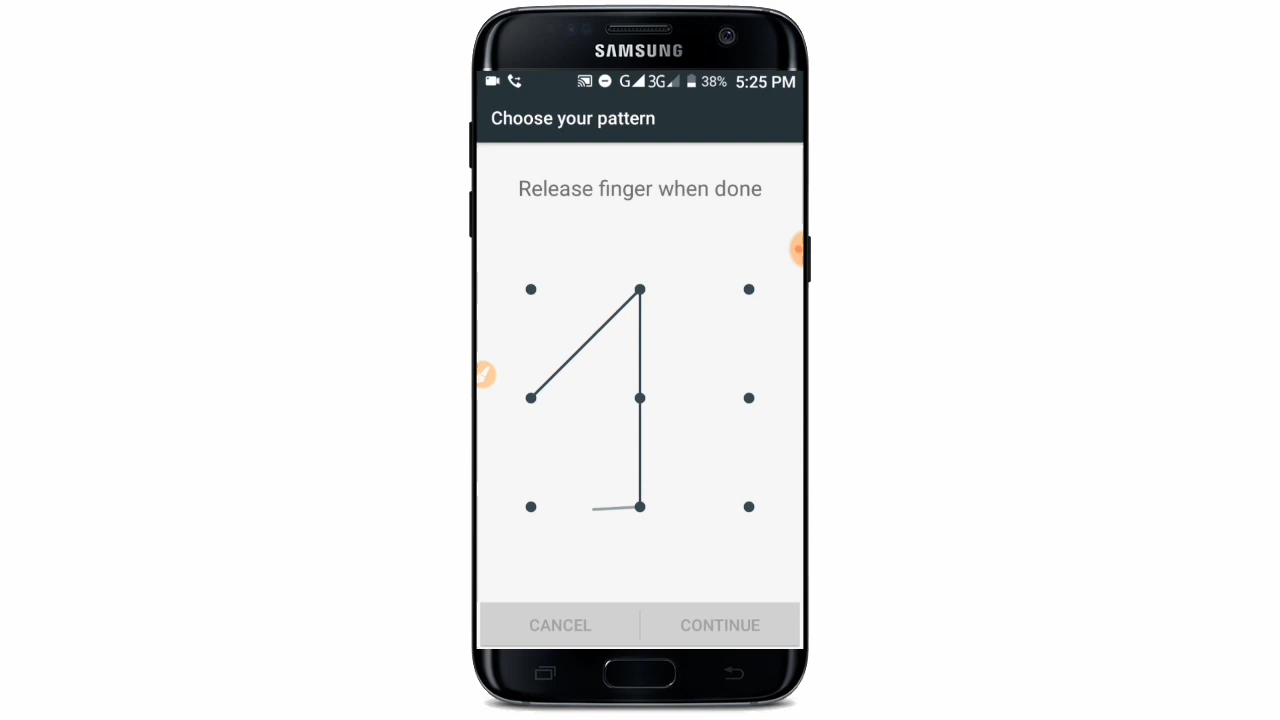 SAMSUNG
G 3G 38% 5:25 PM
Choose your pattern
Release finger when done
CANCEL CONTINUE